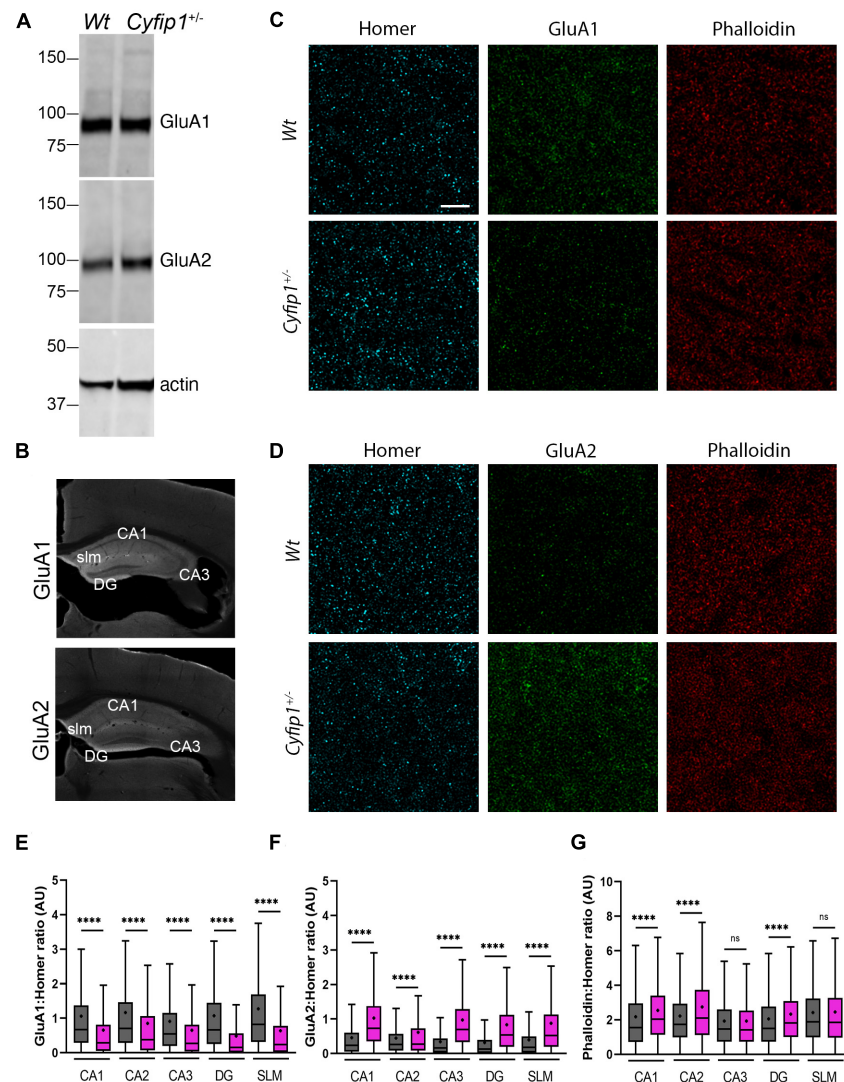 A
Wt Cyfip1+/-
150
100
75
GluA1
150
100
75
GluA2
50
37
actin
B
GluA1
CA1
slm
CA3
DG
GluA2
CA1
slm
CA3
DG
C
Homer GluA1 Phalloidin
Wt
Cyfip1+/-
D
Homer GluA2 Phalloidin
Wt
Cyfip1+/-
E
GluA1:Homer ratio (AU)
5
4
3
2
1
0
**** **** **** **** ****
CA1 CA2 CA3 DG SLM
F
GluA2:Homer ratio (AU)
5
4
3
2
1
0
**** **** **** **** ****
CA1 CA2 CA3 DG SLM
G
Phalloidin:Homer ratio (AU)
10
8
6
4
2
0
**** **** ns **** ns
CA1 CA2 CA3 DG SLM